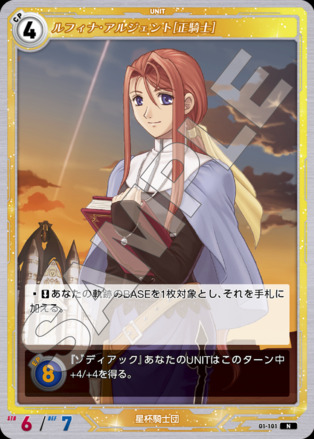 UNIT
CP
4
ルフィナ・アルジェント[正騎士]
・あなたの軌跡のBASEを1枚対象とし、それを手札に
加える。
SAMPLE
8
『ゾディアック』あなたのUNITはこのターン中
+4/+4を得る。
ATK 6 / DEF 7
星杯騎士団
01-101 N